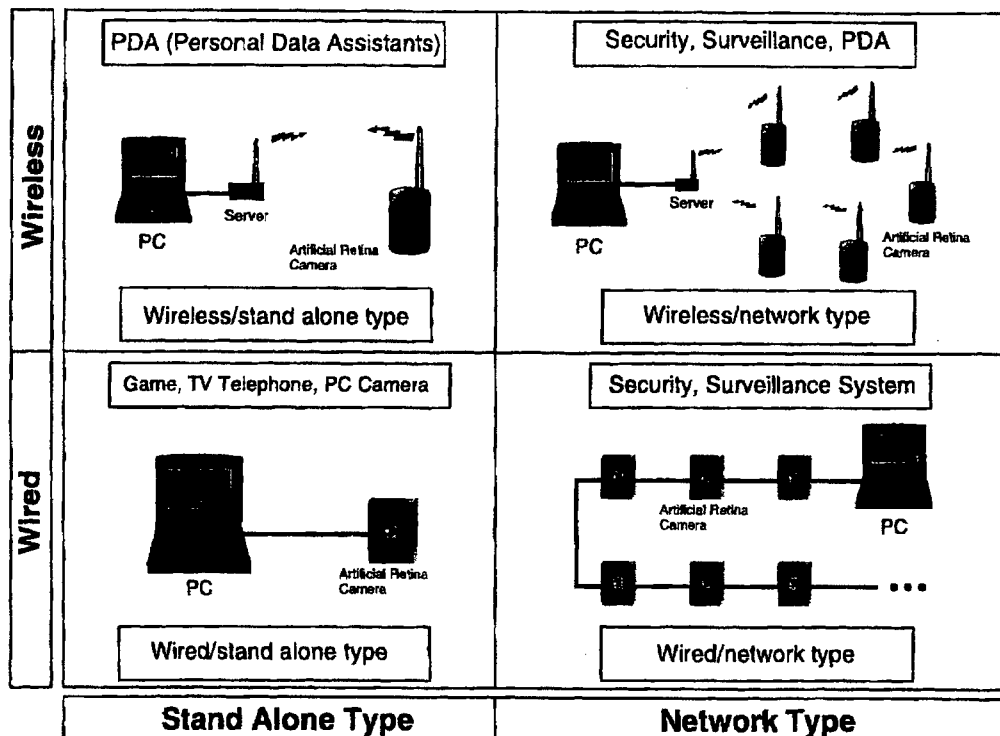 Wireless
PDA (Personal Data Assistants)
Server
PC
Artificial Retina
Camera
Wireless/stand alone type
Security, Surveillance, PDA
Server
PC
Artificial Retina
Camera
Wireless/network type
Wired
Game, TV Telephone, PC Camera
PC
Artificial Retina
Camera
Wired/stand alone type
Security, Surveillance System
Artificial Retina
Camera
PC
Wired/network type
Stand Alone Type
Network Type